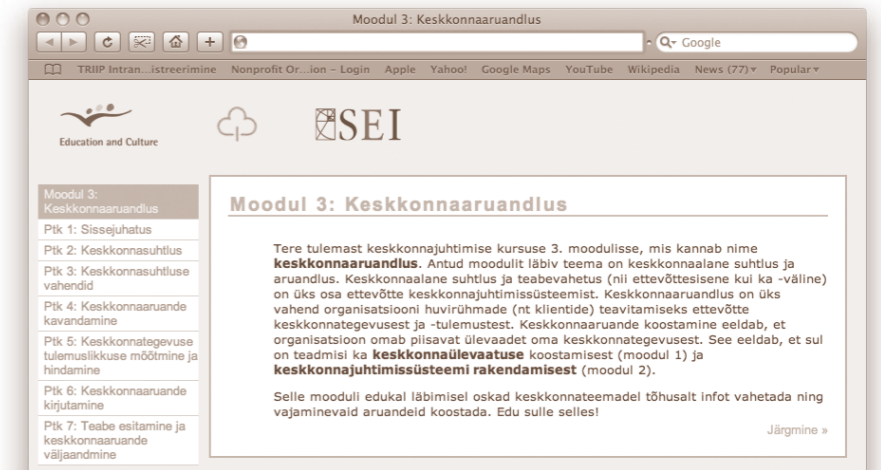 Moodul 3: Keskkonnaaruandlus
Google
TRIIP Intran...istreerimine Nonprofit Or...ion – Login Apple Yahoo! Google Maps YouTube Wikipedia News (77) Popular
Education and Culture
SEI
Moodul 3:
Keskkonnaaruandlus
Ptk 1: Sissejuhatus
Ptk 2: Keskkonnasuhtlus
Ptk 3: Keskkonnasuhtluse
vahendid
Ptk 4: Keskkonnaaruande
kavandamine
Ptk 5: Keskkonnategevuse
tulemuslikkuse mõõtmine ja
hindamine
Ptk 6: Keskkonnaaruande
kirjutamine
Ptk 7: Teabe esitamine ja
keskkonnaaruande
väljaandmine
Moodul 3: Keskkonnaaruandlus
Tere tulemast keskkonnajuhtimise kursuse 3. moodulisse, mis kannab nime
keskkonnaaruandlus. Antud moodulit läbiv teema on keskkonnaalane suhtlus ja
aruandlus. Keskkonnaalane suhtlus ja teabevahetus (nii ettevõttesisene kui ka -väline)
on üks osa ettevõtte keskkonnajuhtimissüsteemist. Keskkonnaaruandlus on üks
vahend organisatsiooni huvirühmade (nt klientide) teavitamiseks ettevõtte
keskkonnategevusest ja -tulemustest. Keskkonnaaruande koostamine eeldab, et
organisatsioon omab piisavat ülevaadet oma keskkonnategevusest. See eeldab, et sul
on teadmisi ka keskkonnaülevaatuse koostamisest (moodul 1) ja
keskkonnajuhtimissüsteemi rakendamisest (moodul 2).
Selle mooduli edukal läbimisel oskad keskkonnateemadel tõhusalt infot vahetada ning
vajaminevaid aruandeid koostada. Edu sulle selles!
Järgmine »